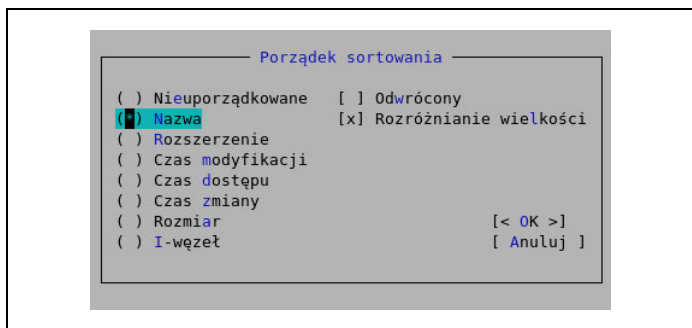 Porządek sortowania
( ) Nieuporządkowane [ ] Odwrócony
(*) Nazwa [x] Rozróżnianie wielkości
( ) Rozszerzenie
( ) Czas modyfikacji
( ) Czas dostępu
( ) Czas zmiany
( ) Rozmiar [< OK >]
( ) I-węzeł [ Anuluj ]